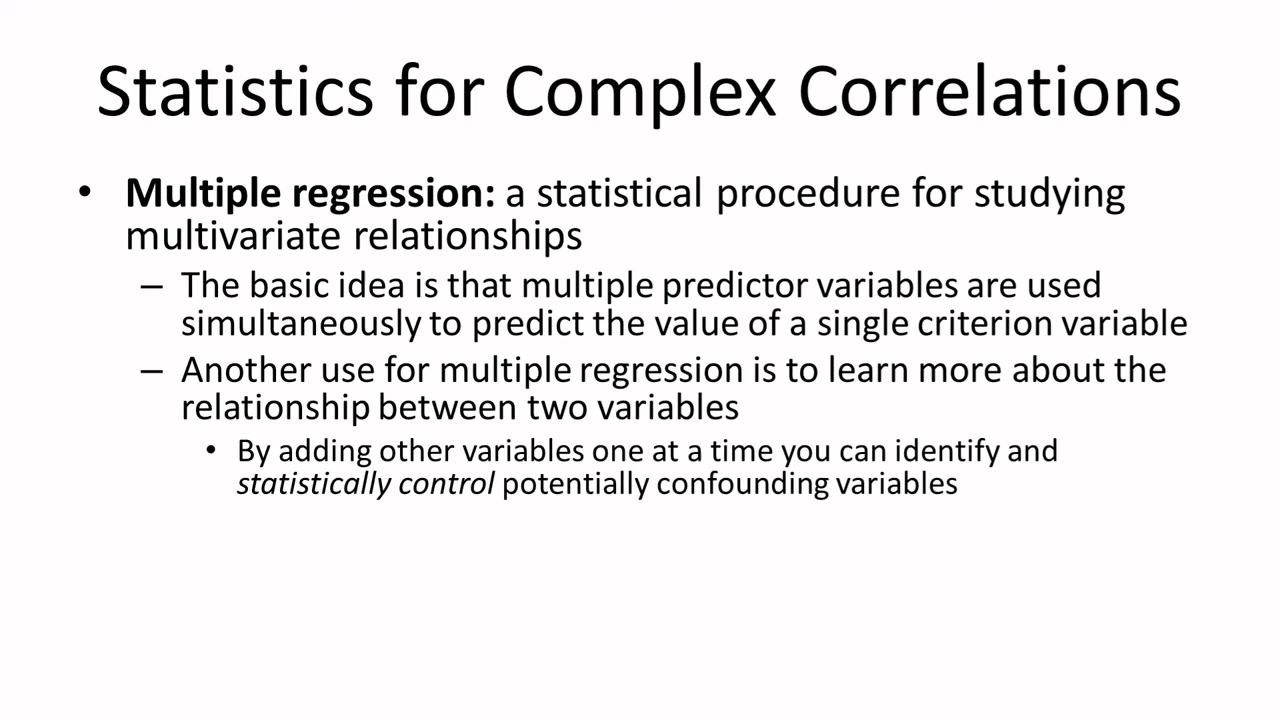 Statistics for Complex Correlations
• Multiple regression: a statistical procedure for studying
multivariate relationships
– The basic idea is that multiple predictor variables are used
simultaneously to predict the value of a single criterion variable
– Another use for multiple regression is to learn more about the
relationship between two variables
• By adding other variables one at a time you can identify and
statistically control potentially confounding variables